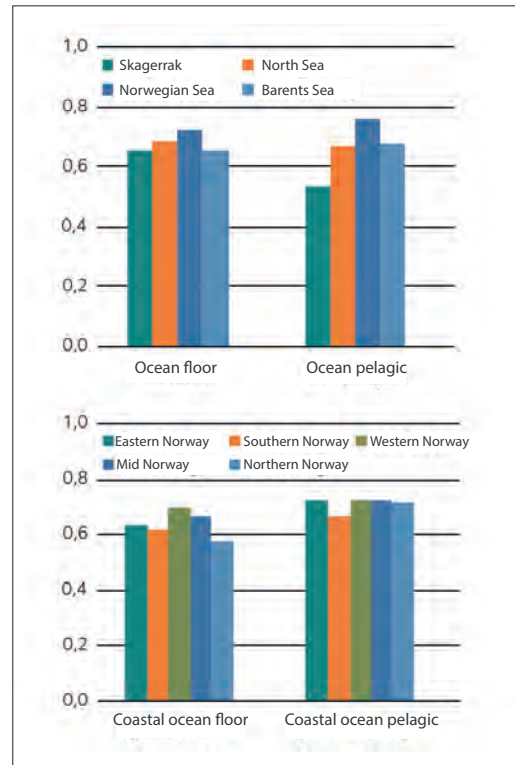 1,0
Skagerrak North Sea
Norwegian Sea Barents Sea
0,8
0,6
0,4
0,2
0,0
Ocean floor Ocean pelagic
1,0
Eastern Norway Southern Norway Western Norway
Mid Norway Northern Norway
0,8
0,6
0,4
0,2
0,0
Coastal ocean floor Coastal ocean pelagic